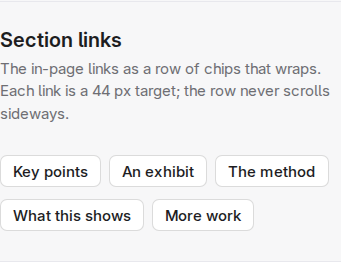 Section links
The in-page links as a row of chips that wraps.
Each link is a 44 px target; the row never scrolls
sideways.
Key points An exhibit The method
What this shows More work